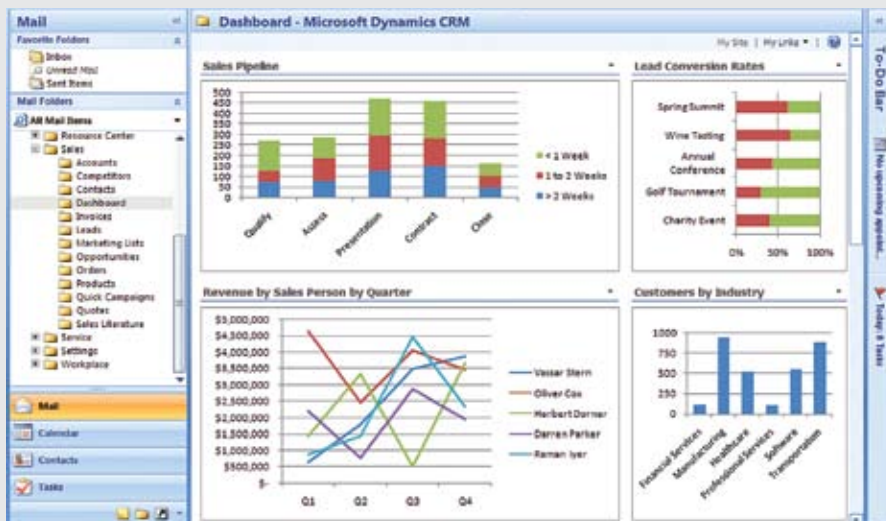 Mail
Favorite Folders
Inbox
Unread Mail
Sent Items
Mail Folders
All Mail Items
Resource Center
Sales
Accounts
Competitors
Contacts
Dashboard
Invoices
Leads
Marketing Lists
Opportunities
Orders
Products
Quick Campaigns
Quotes
Sales Literature
Service
Settings
Workplace
Mail
Calendar
Contacts
Tasks
Dashboard - Microsoft Dynamics CRM
My Site | My Links
Sales Pipeline
500
450
400
350
300
250
200
150
100
50
0
Qualify
Assess
Presentation
Contract
Close
< 1 Week
1 to 2 Weeks
> 2 Weeks
Lead Conversion Rates
Spring Summit
Wine Tasting
Annual
Conference
Golf Tournament
Charity Event
0% 50% 100%
Revenue by Sales Person by Quarter
$5,000,000
$4,500,000
$4,000,000
$3,500,000
$3,000,000
$2,500,000
$2,000,000
$1,500,000
$1,000,000
$500,000
$-
Q1 Q2 Q3 Q4
Vassar Stern
Oliver Cox
Herbert Dorner
Darren Parker
Raman Iyer
Customers by Industry
1000
750
500
250
0
Financial Services
Manufacturing
Healthcare
Professional Services
Software
Transportation
To-Do Bar
No upcoming appoint...
Today: 8 Tasks